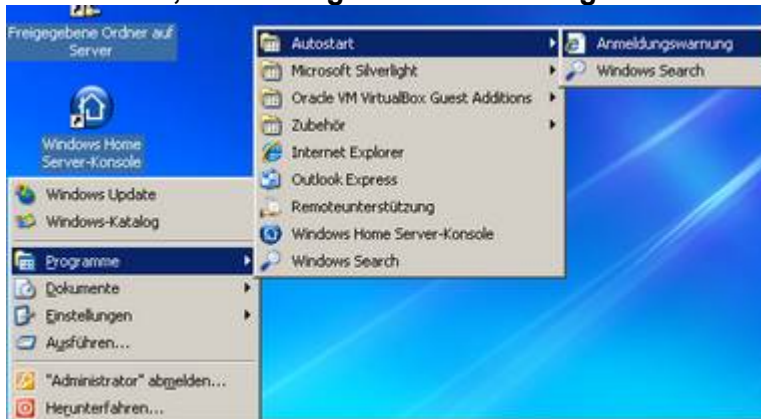 Freigegebene Ordner auf
Server
Windows Home
Server-Konsole
Windows Update
Windows-Katalog
Programme
Dokumente
Einstellungen
Ausführen...
"Administrator" abmelden...
Herunterfahren...
Autostart
Microsoft Silverlight
Oracle VM VirtualBox Guest Additions
Zubehör
Internet Explorer
Outlook Express
Remoteunterstützung
Windows Home Server-Konsole
Windows Search
Anmeldungswarnung
Windows Search